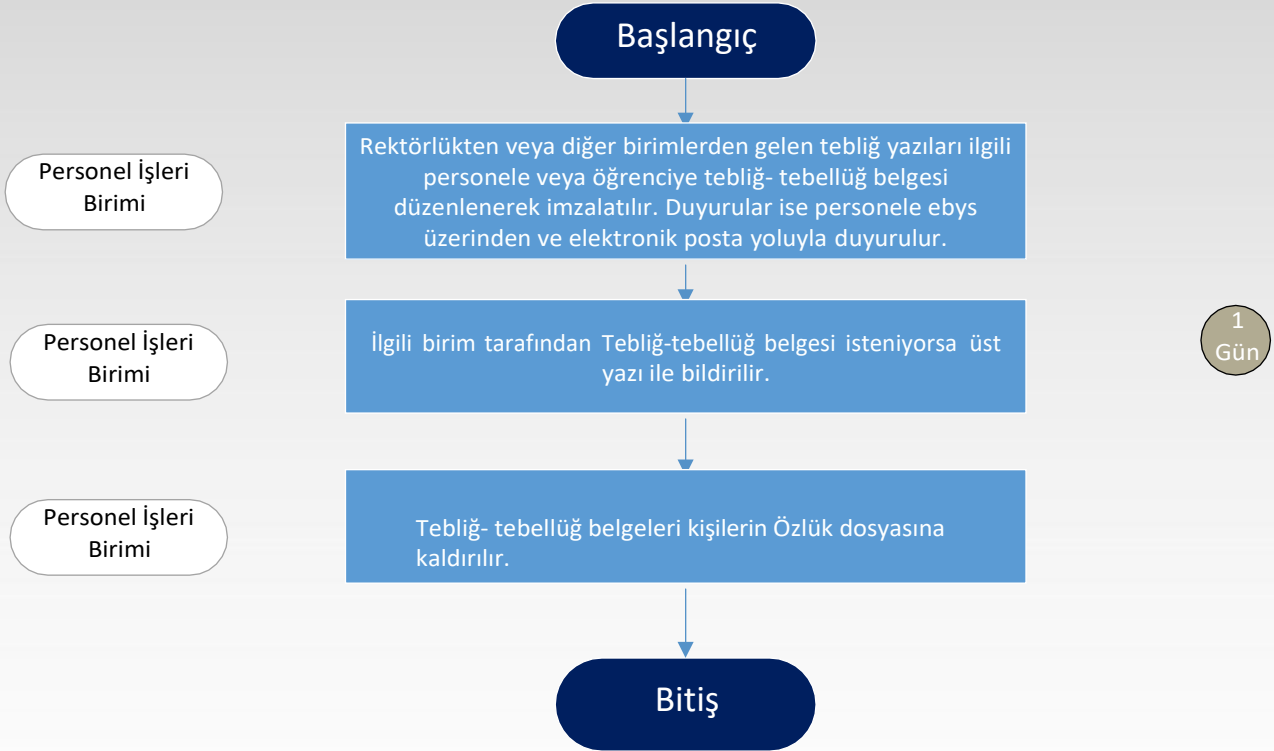 Başlangıç
Personel İşleri
Birimi
Rektörlükten veya diğer birimlerden gelen tebliğ yazıları ilgili
personele veya öğrenciye tebliğ- tebellüğ belgesi
düzenlenerek imzalatılır. Duyurular ise personele ebys
üzerinden ve elektronik posta yoluyla duyurulur.
Personel İşleri
Birimi
İlgili birim tarafından Tebliğ-tebellüğ belgesi isteniyorsa üst
yazı ile bildirilir.
1
Gün
Personel İşleri
Birimi
Tebliğ- tebellüğ belgeleri kişilerin Özlük dosyasına
kaldırılır.
Bitiş